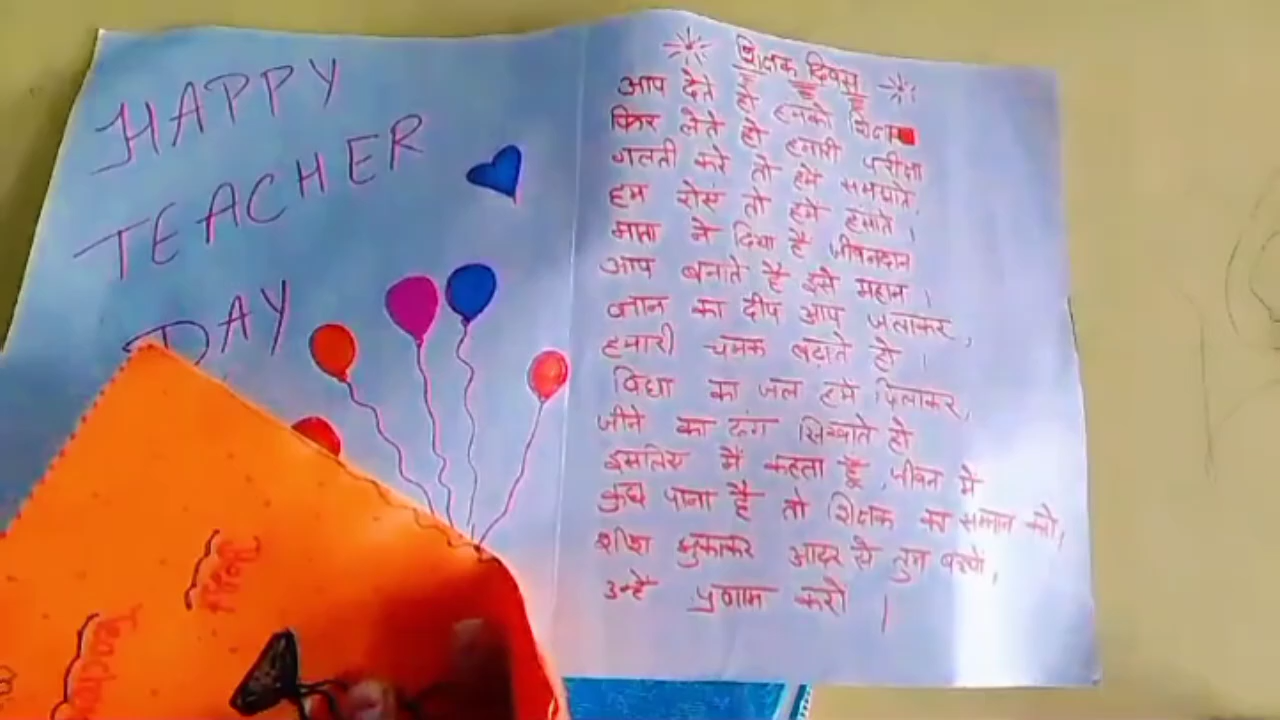 HAPPY
TEACHER
DAY
शिक्षक दिवस
आप देते हो हमको शिक्षा
फिर लेते हो हमारी परीक्षा
गलती करे तो हमे समझाते,
हम रोएं तो हमे हसाते।
माता ने दिया है जीवनदान
आप बनाते है इसे महान।
ज्ञान का दीप आप जलाकर,
हमारी चमक बढ़ाते हो।
विद्या का जल हमे पिलाकर,
जीने का ढंग सिखाते हो
इसलिए मैं कहता हूँ, जीवन में
कुछ पाना है तो शिक्षक का सम्मान करो,
शीश झुकाकर आदर से तुम बच्चों,
उन्हें प्रणाम करो।
Teacher